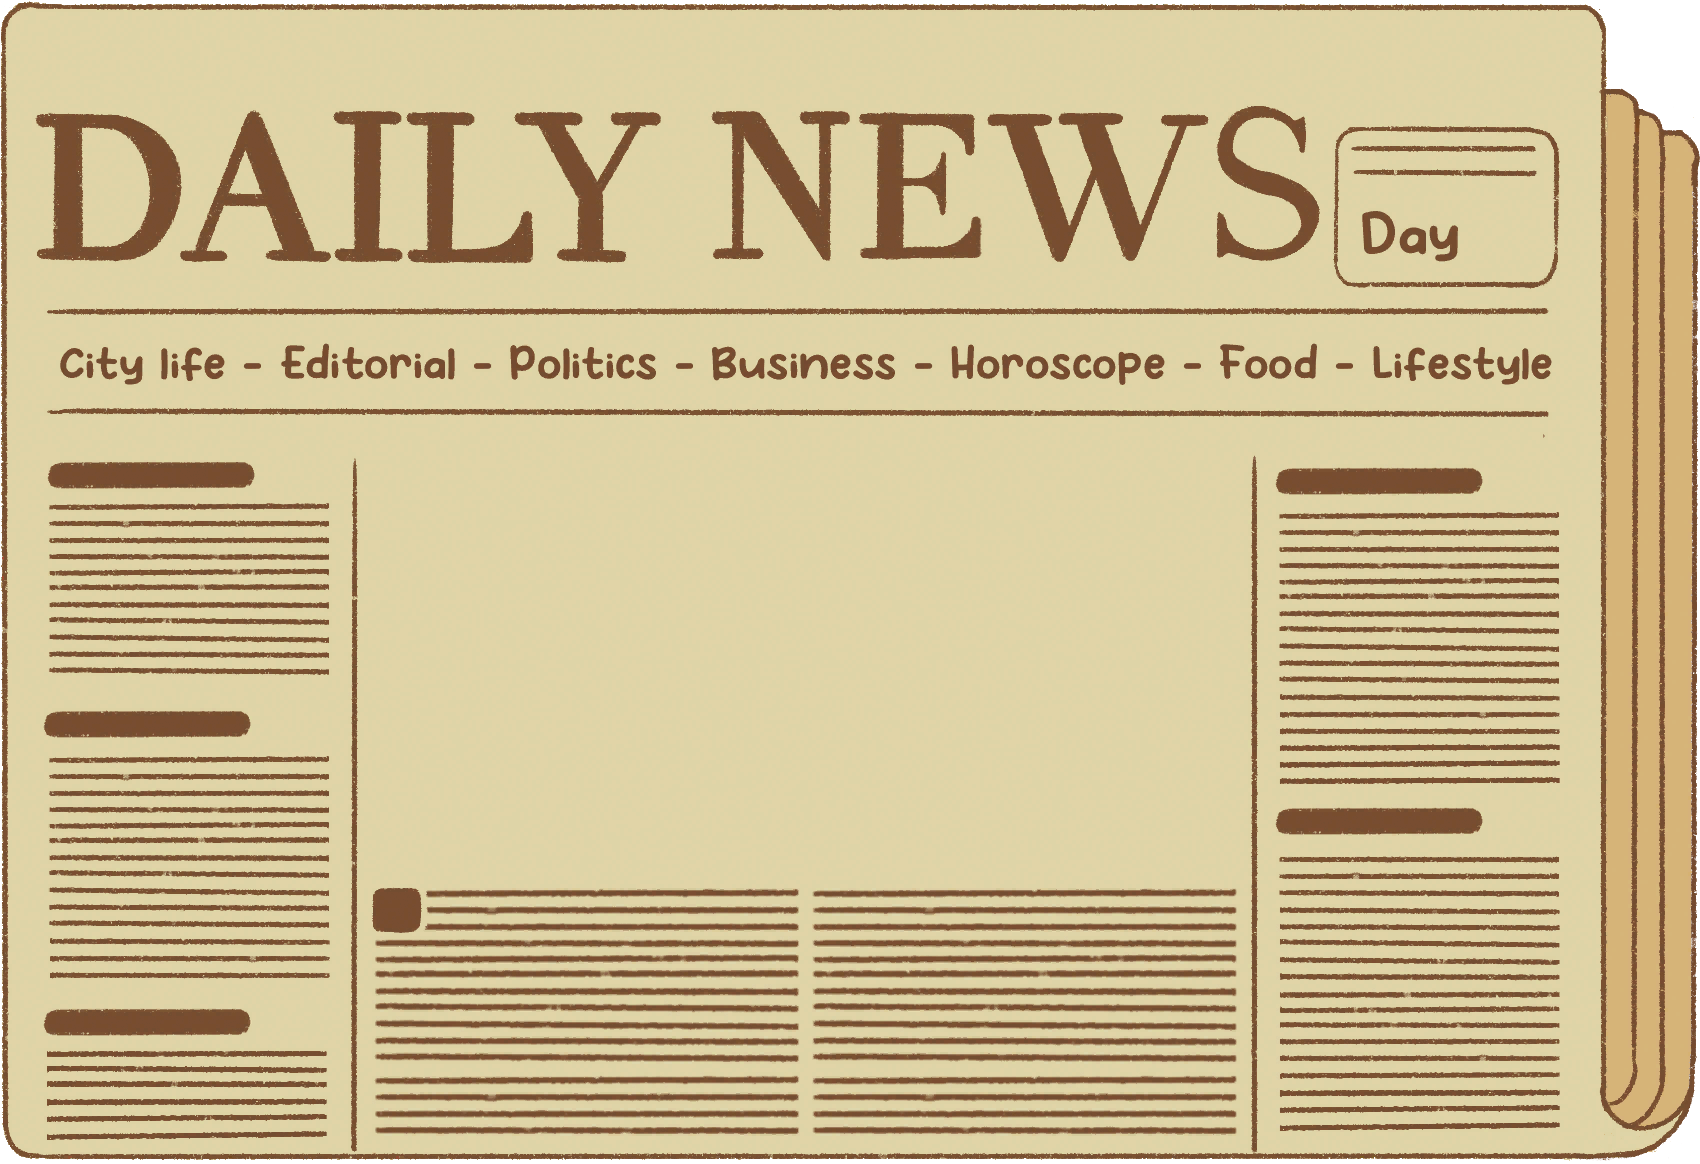 DAILY NEWS
Day
City life - Editorial - Politics - Business - Horoscope - Food - Lifestyle